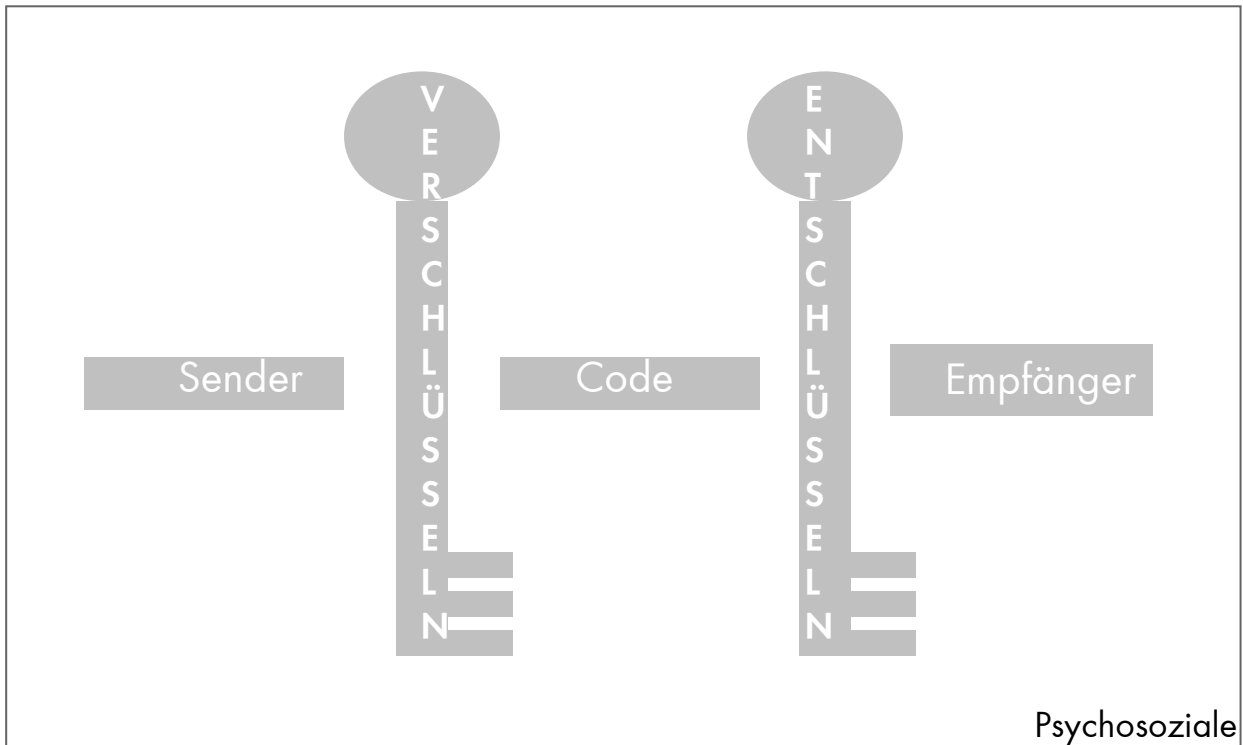 Sender
VERSCHLÜSSELN
Code
ENTSCHLÜSSELN
Empfänger
Psychosoziale